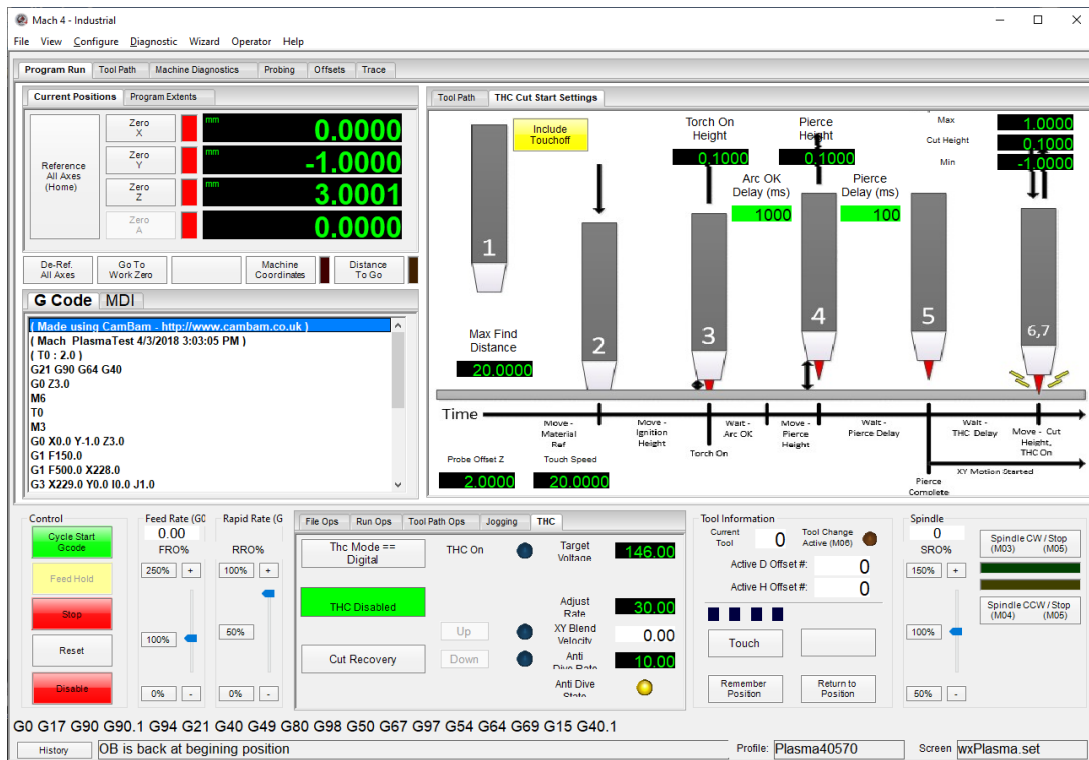 Mach 4 - Industrial
File View Configure Diagnostic Wizard Operator Help
Program Run Tool Path Machine Diagnostics Probing Offsets Trace
Current Positions Program Extents
Reference All Axes (Home)
Zero X mm 0.0000
Zero Y mm -1.0000
Zero Z mm 3.0001
Zero A 0.0000
De-Ref. All Axes Go To Work Zero Machine Coordinates Distance To Go
G Code MDI
( Made using CamBam - http://www.cambam.co.uk )
( Mach PlasmaTest 4/3/2018 3:03:05 PM )
( T0 : 2.0 )
G21 G90 G64 G40
G0 Z3.0
M6
T0
M3
G0 X0.0 Y-1.0 Z3.0
G1 F150.0
G1 F500.0 X228.0
G3 X229.0 Y0.0 I0.0 J1.0
Tool Path THC Cut Start Settings
Include Touchoff
Torch On Height
0.1000
Pierce Height
0.1000
Max 1.0000
Cut Height 0.1000
Min -1.0000
Arc OK Delay (ms)
1000
Pierce Delay (ms)
100
1
2
3
4
5
6,7
Max Find Distance
20.0000
Time
Move - Material Ref
Move - Ignition Height
Torch On
Wait - Arc OK
Move - Pierce Height
Wait - Pierce Delay
Pierce Complete
Wait - THC Delay
Move - Cut Height, THC On
XY Motion Started
Probe Offset Z Touch Speed
2.0000 20.0000
Control
Cycle Start Gcode
Feed Hold
Stop
Reset
Disable
Feed Rate (G0
0.00
FRO%
250% +
100%
0% -
Rapid Rate (G
RRO%
100% +
50%
0% -
File Ops Run Ops Tool Path Ops Jogging THC
Thc Mode == Digital
THC On
Target Voltage 146.00
THC Disabled
Adjust Rate 30.00
Up
XY Blend Velocity 0.00
Cut Recovery
Down
Anti Dive Rate 10.00
Anti Dive State
Tool Information
Current Tool 0
Tool Change Active (M06)
Active D Offset #: 0
Active H Offset #: 0
Touch
Remember Position
Return to Position
Spindle
0
SRO%
150% +
100%
50% -
Spindle CW / Stop
(M03) (M05)
Spindle CCW / Stop
(M04) (M05)
G0 G17 G90 G90.1 G94 G21 G40 G49 G80 G98 G50 G67 G97 G54 G64 G69 G15 G40.1
History OB is back at begining position Profile: Plasma40570 Screen wxPlasma.set